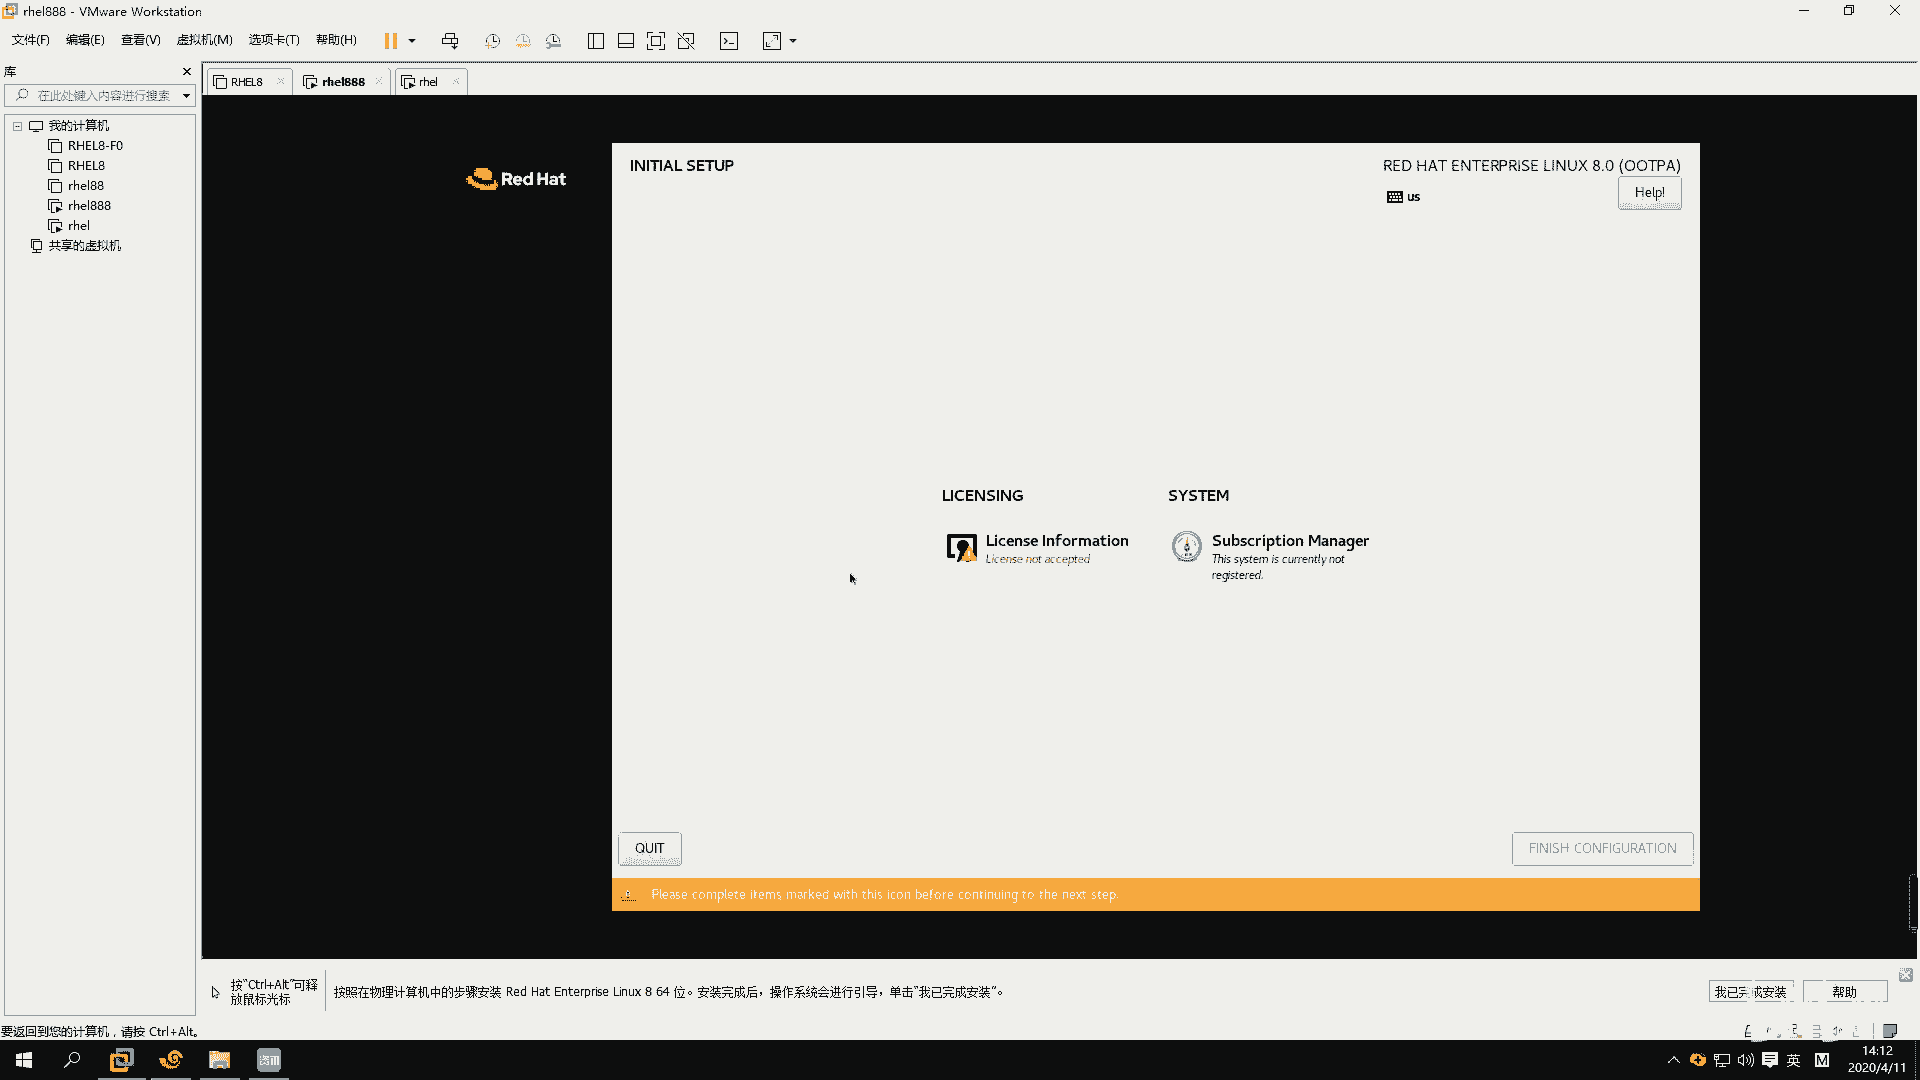 rhel888 - VMware Workstation
文件(F) 编辑(E) 查看(V) 虚拟机(M) 选项卡(T) 帮助(H)
库
在此处键入内容进行搜索
我的计算机
RHEL8-F0
RHEL8
rhel88
rhel888
rhel
共享的虚拟机
RHEL8 rhel888 rhel
Red Hat
INITIAL SETUP
RED HAT ENTERPRISE LINUX 8.0 (OOTPA)
us
Help!
LICENSING
License Information
License not accepted
SYSTEM
Subscription Manager
This system is currently not
registered.
QUIT
FINISH CONFIGURATION
Please complete items marked with this icon before continuing to the next step.
按"Ctrl+Alt"可释
放鼠标光标
按照在物理计算机中的步骤安装 Red Hat Enterprise Linux 8 64 位。安装完成后，操作系统会进行引导，单击"我已完成安装"。
我已完成安装
帮助
要返回到您的计算机，请按 Ctrl+Alt。
资讯
英
M
14:12
2020/4/11